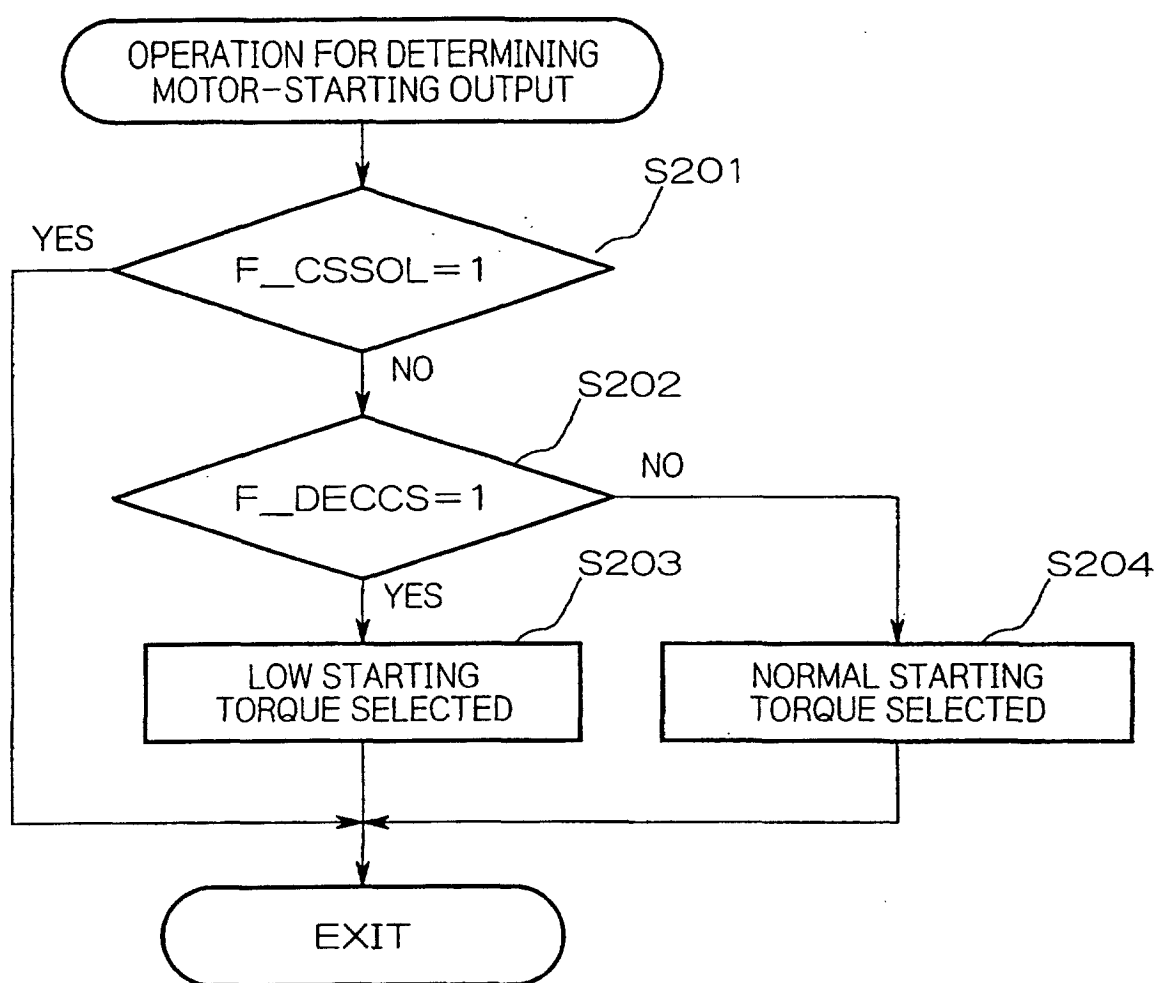 OPERATION FOR DETERMINING
MOTOR-STARTING OUTPUT
S201
YES
F_CSSOL=1
NO
S202
NO
F_DECCS=1
YES
S203
S204
LOW STARTING
TORQUE SELECTED
NORMAL STARTING
TORQUE SELECTED
EXIT